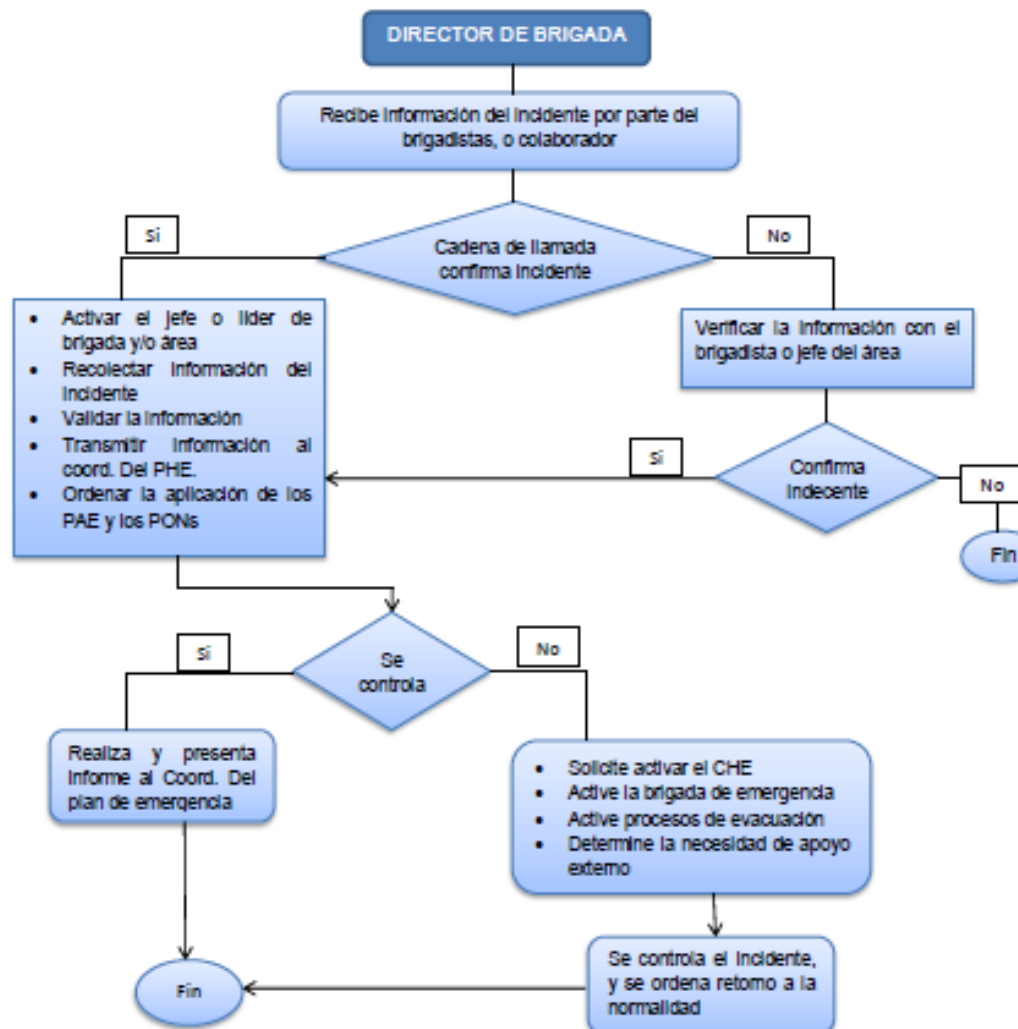 DIRECTOR DE BRIGADA
Recibe información del incidente por parte del
brigadistas, o colaborador
Si
No
Cadena de llamada
confirma incidente
• Activar el jefe o líder de
brigada y/o área
• Recolectar información del
incidente
• Validar la información
• Transmitir información al
coord. Del PHE.
• Ordenar la aplicación de los
PAE y los PONs
Verificar la información con el
brigadista o jefe del área
Si
Confirma
indecente
No
Fin
Si
Se
controla
No
Realiza y presenta
informe al Coord. Del
plan de emergencia
• Solicite activar el CHE
• Active la brigada de emergencia
• Active procesos de evacuación
• Determine la necesidad de apoyo
externo
Fin
Se controla el incidente,
y se ordena retorno a la
normalidad